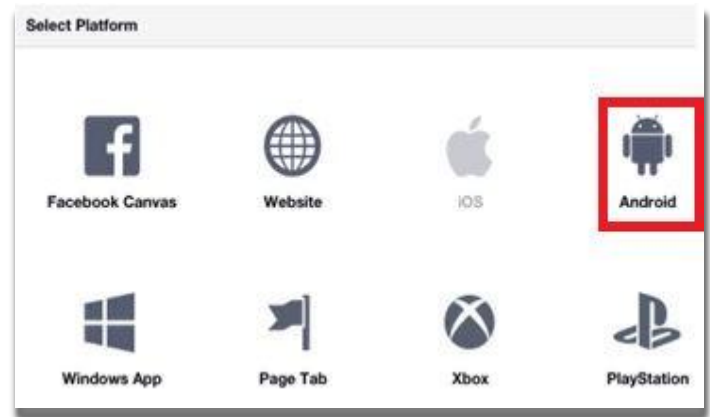 Select Platform
Facebook Canvas
Website
iOS
Android
Windows App
Page Tab
Xbox
PlayStation